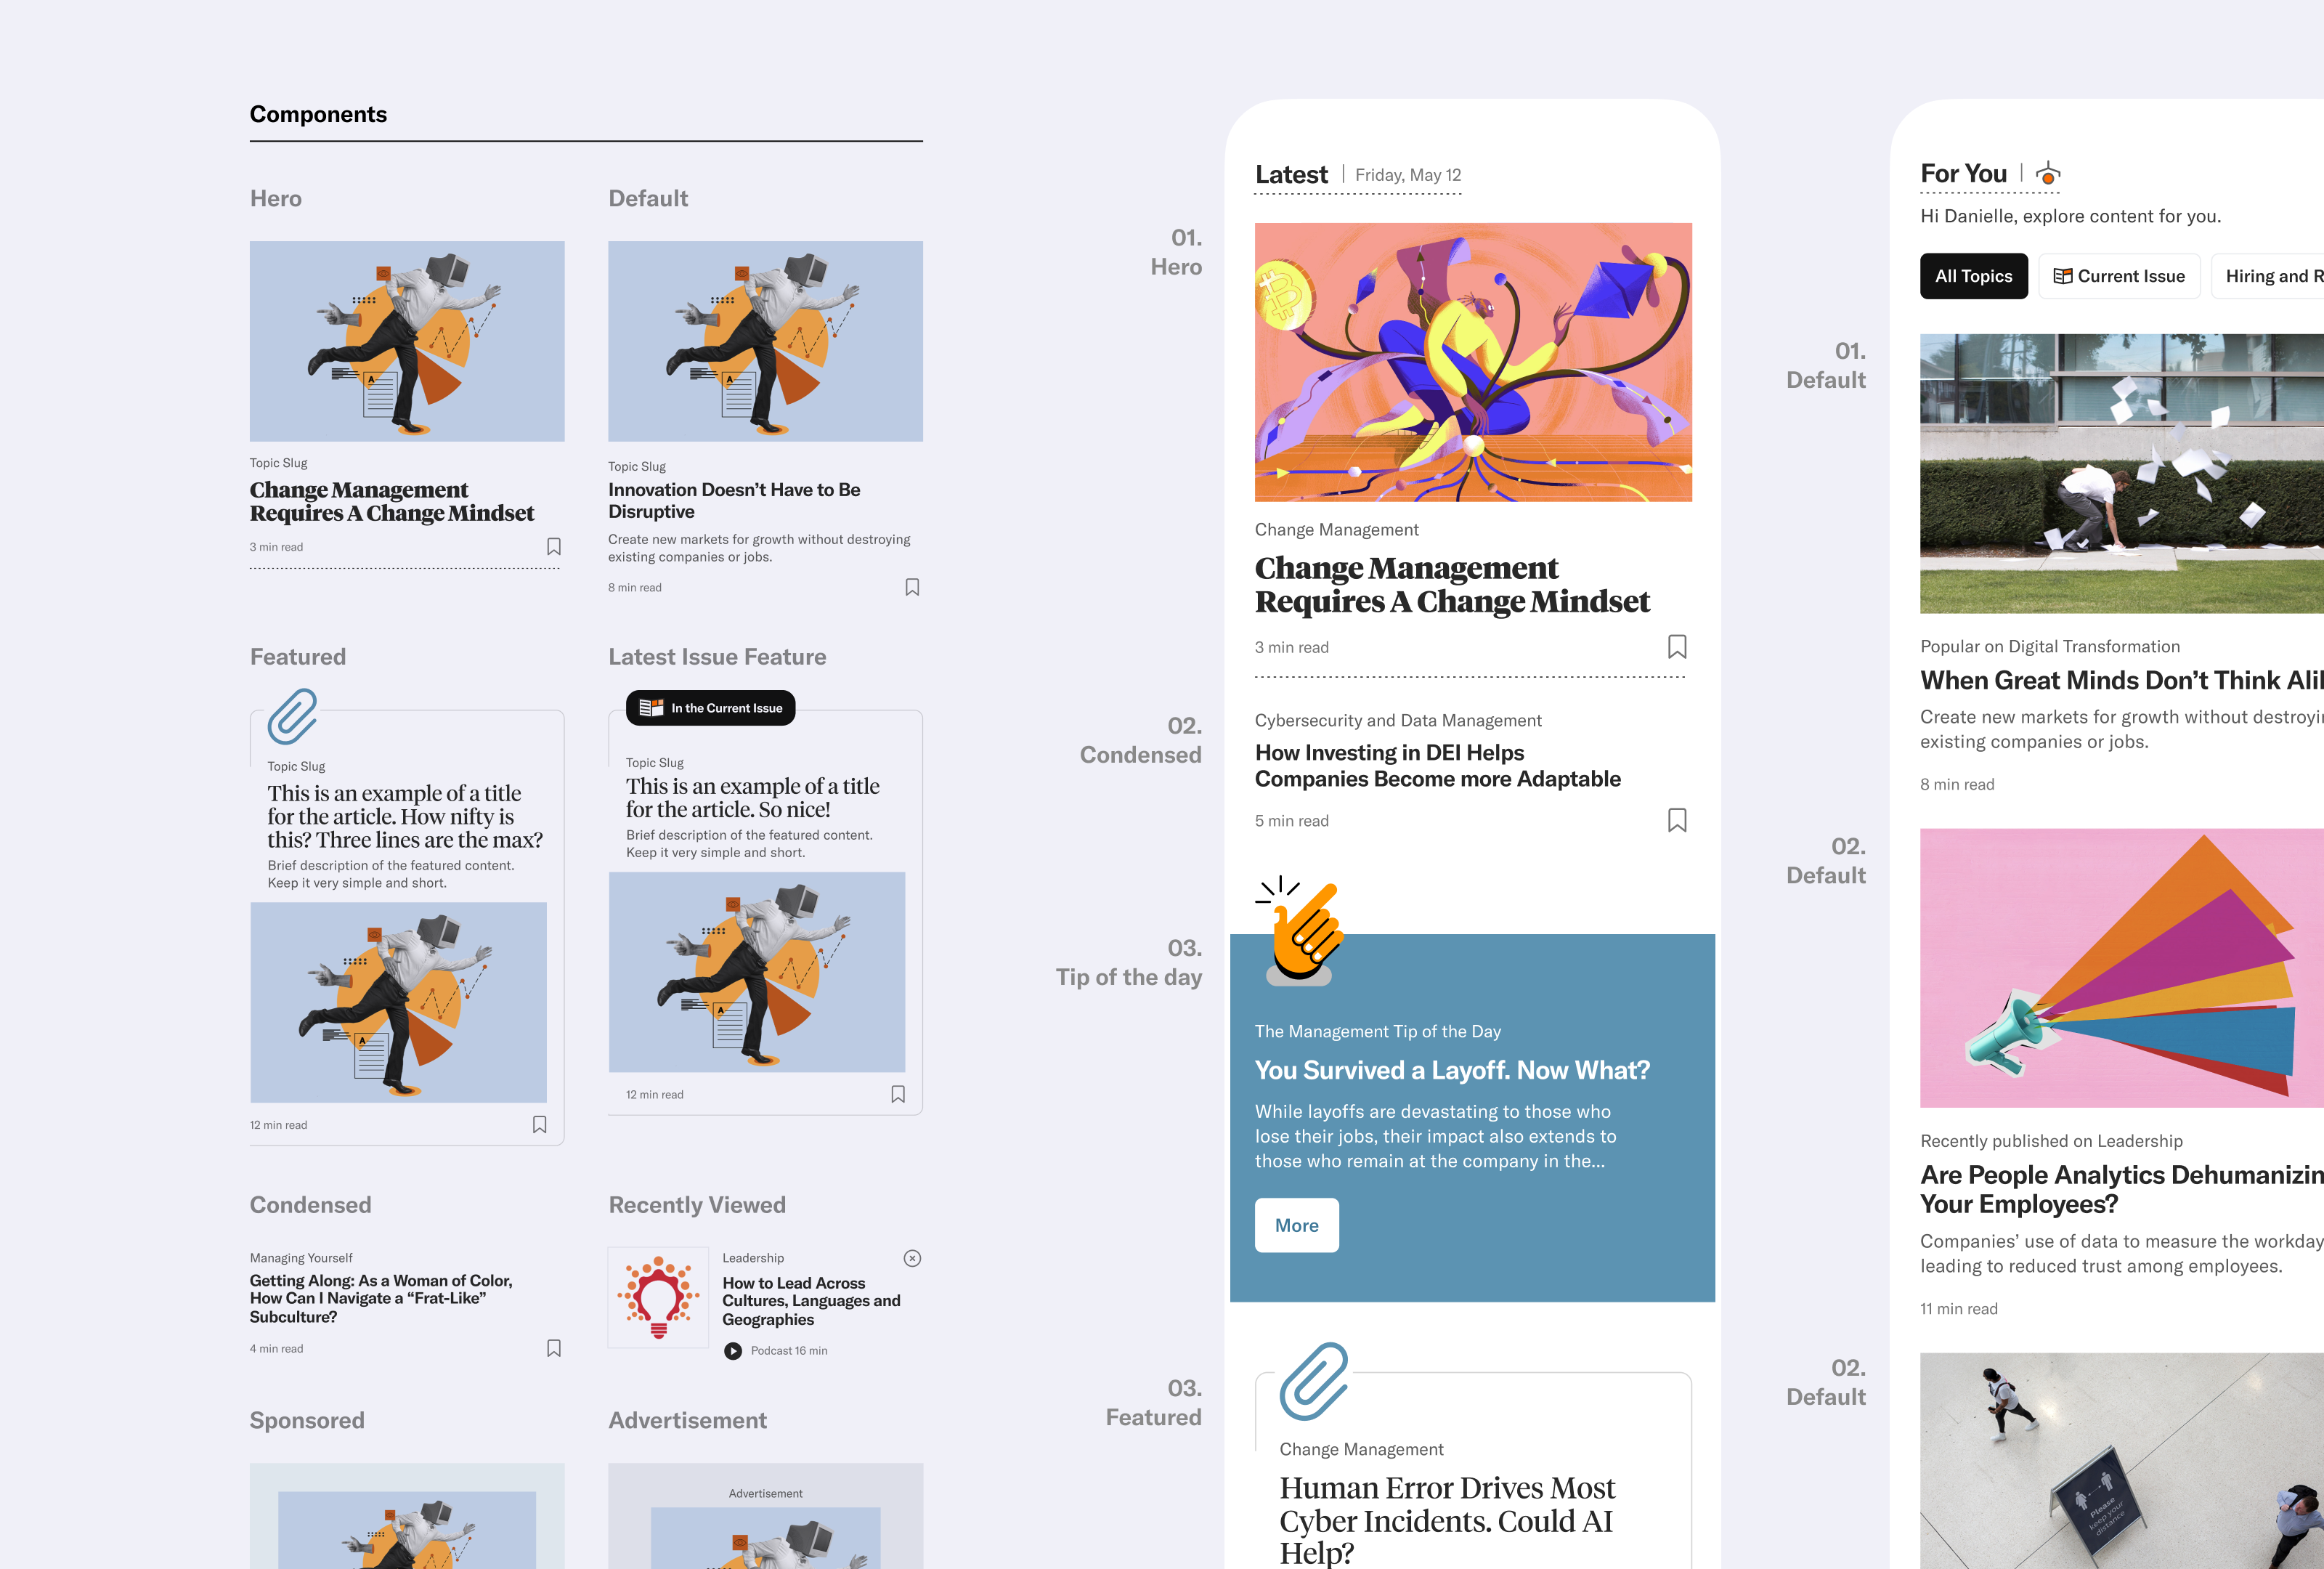 Components
Hero
Topic Slug
Change Management
Requires A Change Mindset
3 min read
Default
Topic Slug
Innovation Doesn’t Have to Be
Disruptive
Create new markets for growth without destroying
existing companies or jobs.
8 min read
Featured
Topic Slug
This is an example of a title
for the article. How nifty is
this? Three lines are the max?
Brief description of the featured content.
Keep it very simple and short.
A
12 min read
Latest Issue Feature
In the Current Issue
Topic Slug
This is an example of a title
for the article. So nice!
Brief description of the featured content.
Keep it very simple and short.
A
12 min read
Condensed
Managing Yourself
Getting Along: As a Woman of Color,
How Can I Navigate a “Frat-Like”
Subculture?
4 min read
Recently Viewed
Leadership
How to Lead Across
Cultures, Languages and
Geographies
Podcast 16 min
Sponsored
Advertisement
Advertisement
01.
Hero
02.
Condensed
03.
Tip of the day
03.
Featured
Latest
Friday, May 12
Change Management
Change Management
Requires A Change Mindset
3 min read
Cybersecurity and Data Management
How Investing in DEI Helps
Companies Become more Adaptable
5 min read
The Management Tip of the Day
You Survived a Layoff. Now What?
While layoffs are devastating to those who
lose their jobs, their impact also extends to
those who remain at the company in the...
More
Change Management
Human Error Drives Most
Cyber Incidents. Could AI
Help?
01.
Default
02.
Default
02.
Default
For You
Hi Danielle, explore content for you.
All Topics
Current Issue
Hiring and R
Popular on Digital Transformation
When Great Minds Don’t Think Ali
Create new markets for growth without destroyin
existing companies or jobs.
8 min read
Recently published on Leadership
Are People Analytics Dehumanizin
Your Employees?
Companies’ use of data to measure the workday
leading to reduced trust among employees.
11 min read
Please
keep your
distance